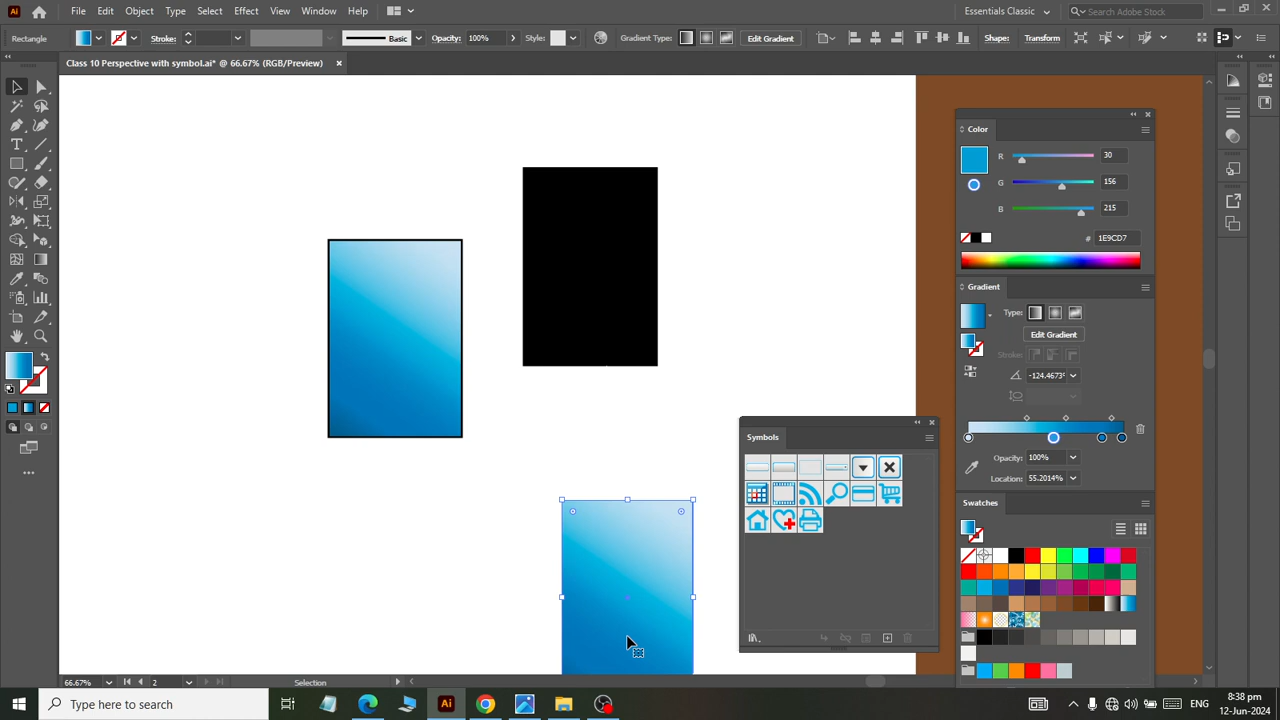 Ai
File
Edit
Object
Type
Select
Effect
View
Window
Help
Essentials Classic
Search Adobe Stock
Rectangle
Stroke:
Basic
Opacity:
100%
Style:
Gradient Type:
Edit Gradient
Shape:
Transform
Class 10 Perspective with symbol.ai* @ 66.67% (RGB/Preview)
Color
R
30
G
156
B
215
#
1E9CD7
Gradient
Type:
Edit Gradient
Stroke:
-124.4673°
Opacity:
100%
Location:
55.2014%
Swatches
Symbols
66.67%
2
Selection
Type here to search
Ai
ENG
8:38 pm
12-Jun-2024